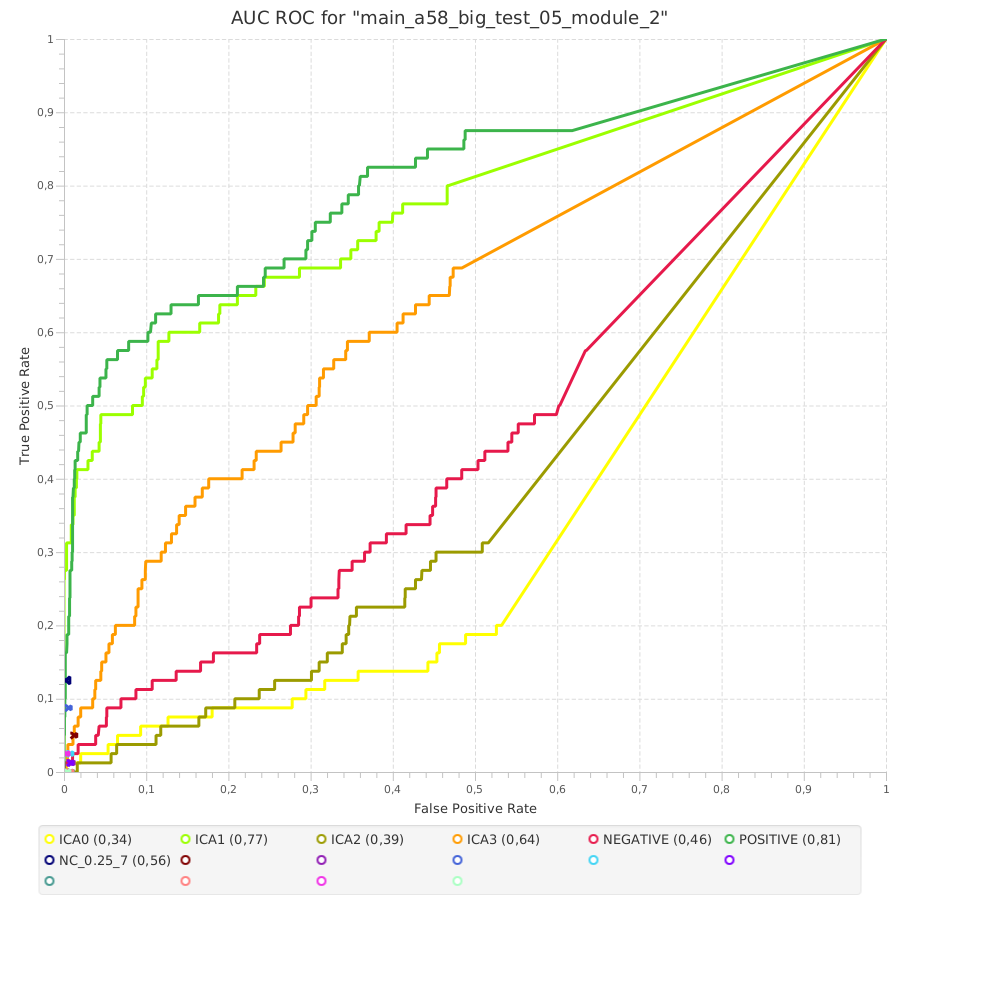 AUC ROC for "main_a58_big_test_05_module_2"
1
0,9
0,8
0,7
0,6
0,5
0,4
0,3
0,2
0,1
0
True Positive Rate
0 0,1 0,2 0,3 0,4 0,5 0,6 0,7 0,8 0,9 1
False Positive Rate
ICA0 (0,34) ICA1 (0,77) ICA2 (0,39) ICA3 (0,64) NEGATIVE (0,46) POSITIVE (0,81)
NC_0.25_7 (0,56)